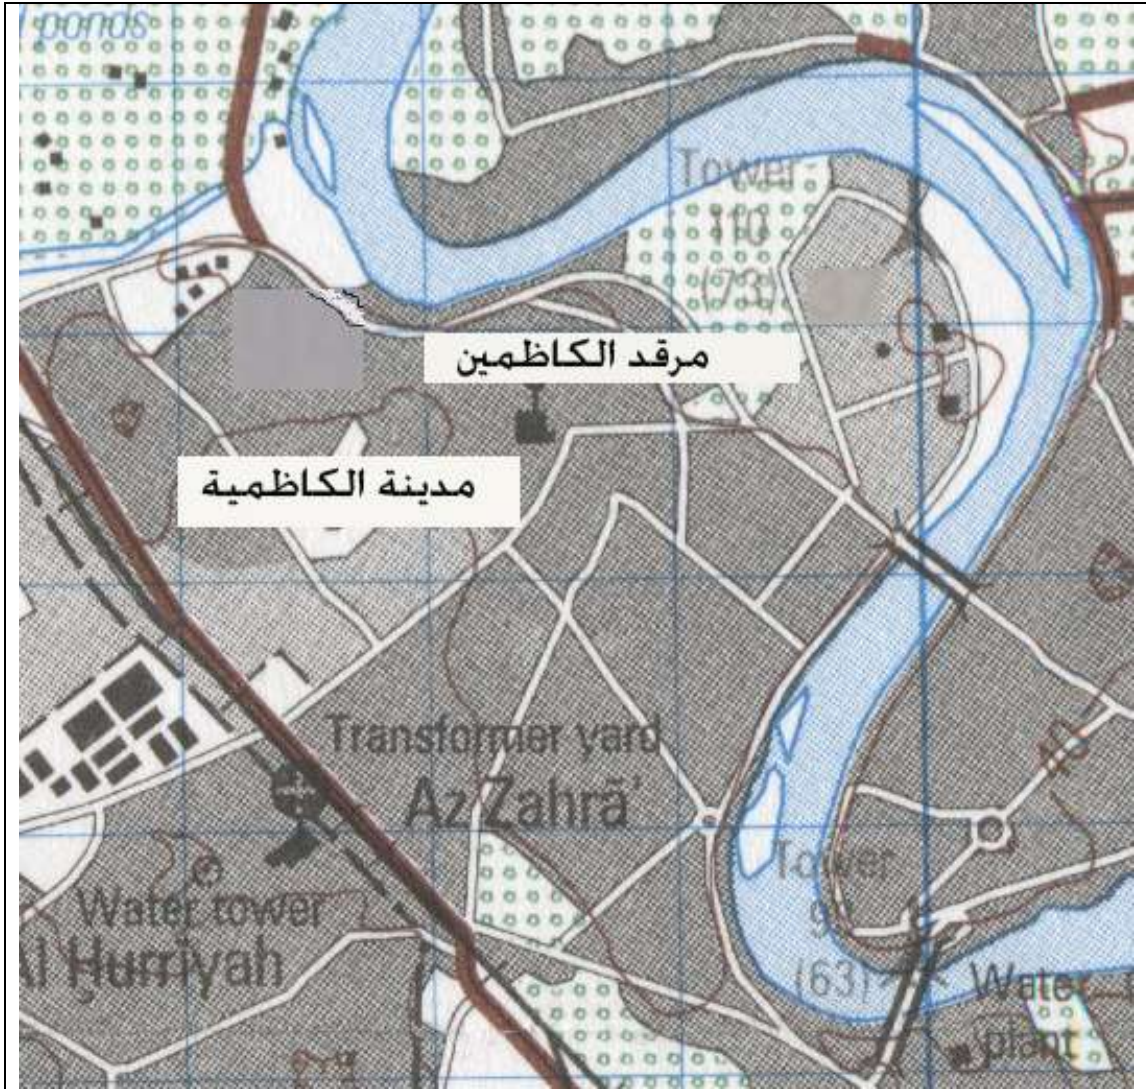 ponds
Tower
110
(73)
مرقد الكاظمين
مدينة الكاظمية
Transformer yard
Az Zahrā'
Tower
(63)
Water tower
Al Ḩurrīyah
Water
plant